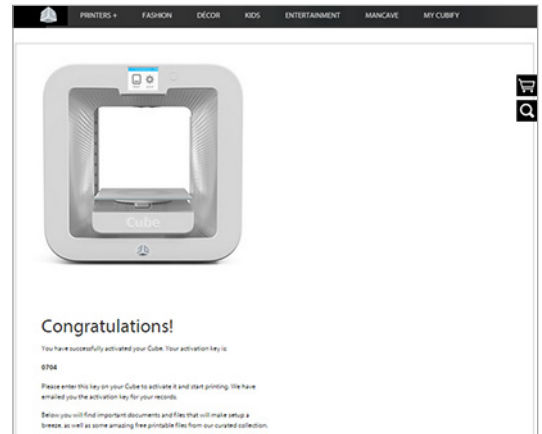 PRINTERS + FASHION DÉCOR KIDS ENTERTAINMENT MANCAVE MY CUBIFY
Cube
Congratulations!
You have successfully activated your Cube. Your activation key is:
0704
Please enter this key on your Cube to activate it and start printing. We have
emailed you the activation key for your records.
Below you will find important documents and files that will make setup a
breeze, as well as some amazing free printable files from our curated collection.